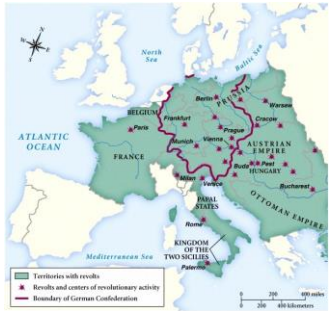 N
W
E
S
North
Sea
Baltic Sea
PRUSSIA
Berlin
Warsaw
BELGIUM
Frankfurt
Prague
Cracow
Paris
ATLANTIC
OCEAN
Munich
Vienna
AUSTRIAN
EMPIRE
FRANCE
Buda
Pest
HUNGARY
Milan
Venice
Bucharest
PAPAL
STATES
OTTOMAN EMPIRE
Rome
KINGDOM
OF THE
TWO SICILIES
Mediterranean Sea
Palermo
Territories with revolts
Revolts and centers of revolutionary activity
Boundary of German Confederation
0 200 400 miles
0 200 400 kilometers